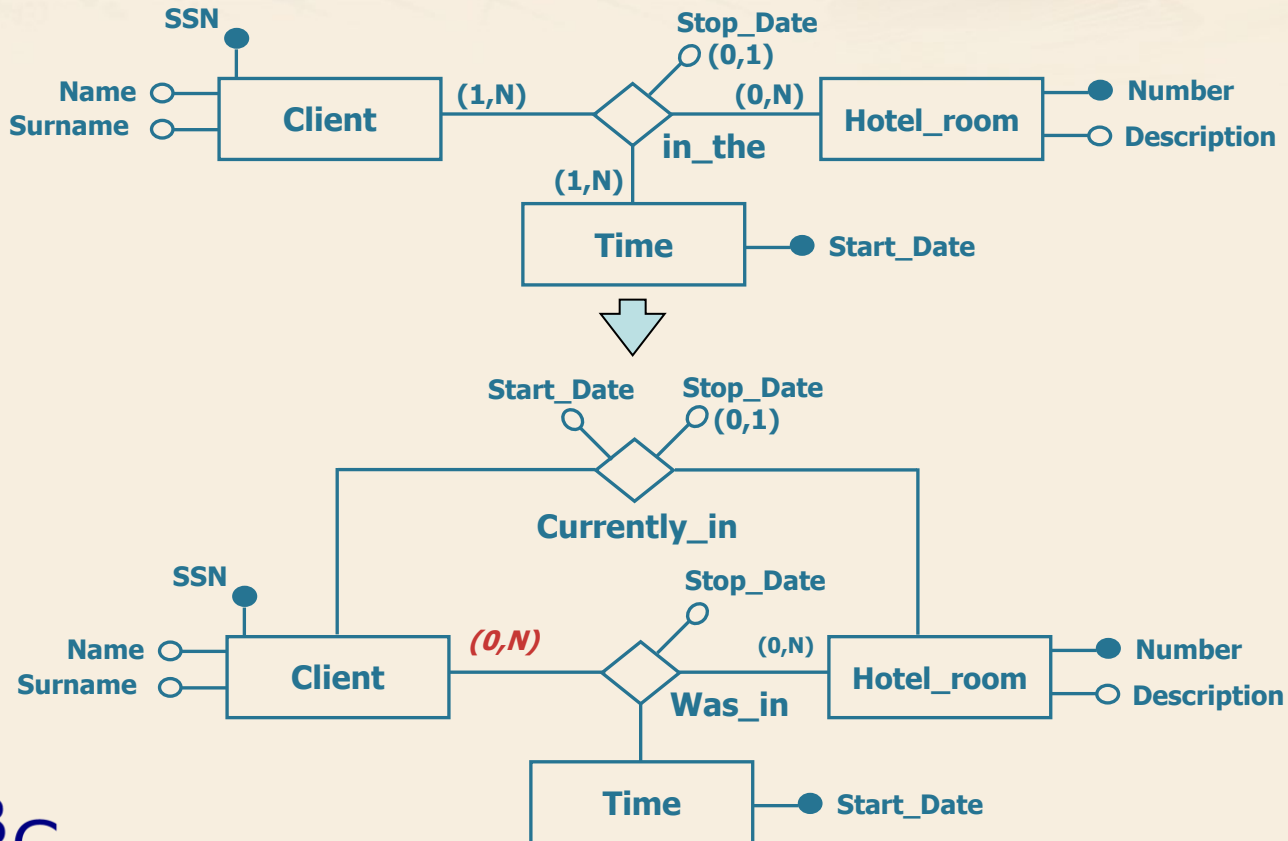 SSN
Stop_Date
(0,1)
Name
(1,N)
(0,N)
Number
Surname
Client
Hotel_room
in_the
Description
(1,N)
Time
Start_Date
Start_Date
Stop_Date
(0,1)
Currently_in
SSN
Stop_Date
Name
(0,N)
(0,N)
Number
Surname
Client
Hotel_room
Was_in
Description
Time
Start_Date